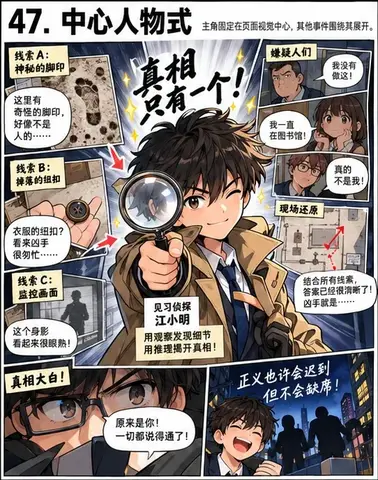 47. 中心人物式
主角固定在页面视觉中心，其他事件围绕其展开。
线索A：
神秘的脚印
这里有
奇怪的脚印，
好像不是
人的……
线索B：
掉落的纽扣
衣服的纽扣？
看来凶手
很匆忙……
线索C：
监控画面
这个身影
看起来很眼熟！
真相
只有一个！
见习侦探
江小明
用观察发现细节
用推理揭开真相！
嫌疑人们
我没有
做这！
我一直
在图书馆！
真的
不是我！
现场还原
结合所有线索，
答案已经很清晰了！
凶手就是……
真相大白！
原来是你！
一切都说得通了！
正义也许会迟到
但不会缺席！